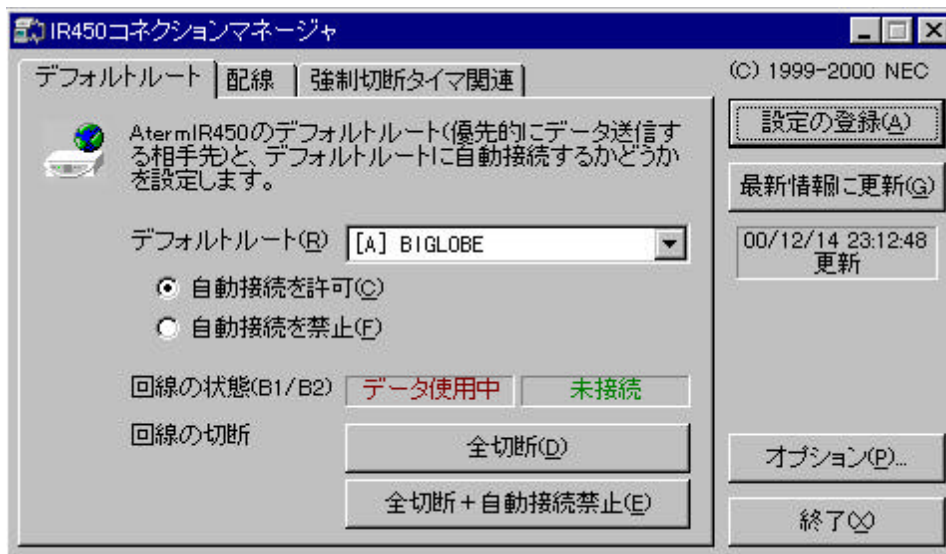 IR450コネクションマネージャ
デフォルトルート 配線 強制切断タイマ関連
(C) 1999-2000 NEC
AtermIR450のデフォルトルート(優先的にデータ送信す
る相手先)と、デフォルトルートに自動接続するかどうか
を設定します。
設定の登録(A)
最新情報に更新(G)
00/12/14 23:12:48
更新
デフォルトルート(R) [A] BIGLOBE
自動接続を許可(C)
自動接続を禁止(F)
回線の状態(B1/B2) データ使用中 未接続
回線の切断 全切断(D)
全切断+自動接続禁止(E)
オプション(P)...
終了(X)